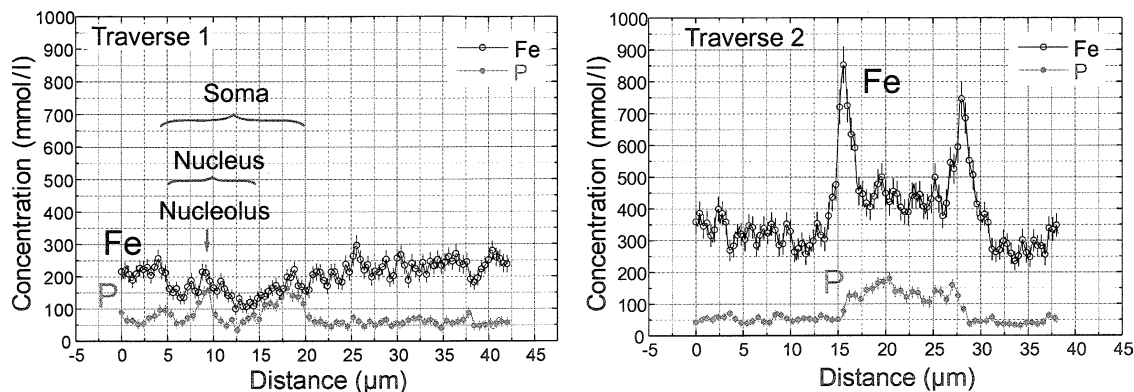 Traverse 1
Fe
P
Soma
Nucleus
Nucleolus
Fe
P
Concentration (mmol/l)
1000
900
800
700
600
500
400
300
200
100
0
-5 0 5 10 15 20 25 30 35 40 45
Distance (µm)
Traverse 2
Fe
P
Fe
P
Concentration (mmol/l)
1000
900
800
700
600
500
400
300
200
100
0
-5 0 5 10 15 20 25 30 35 40 45
Distance (µm)